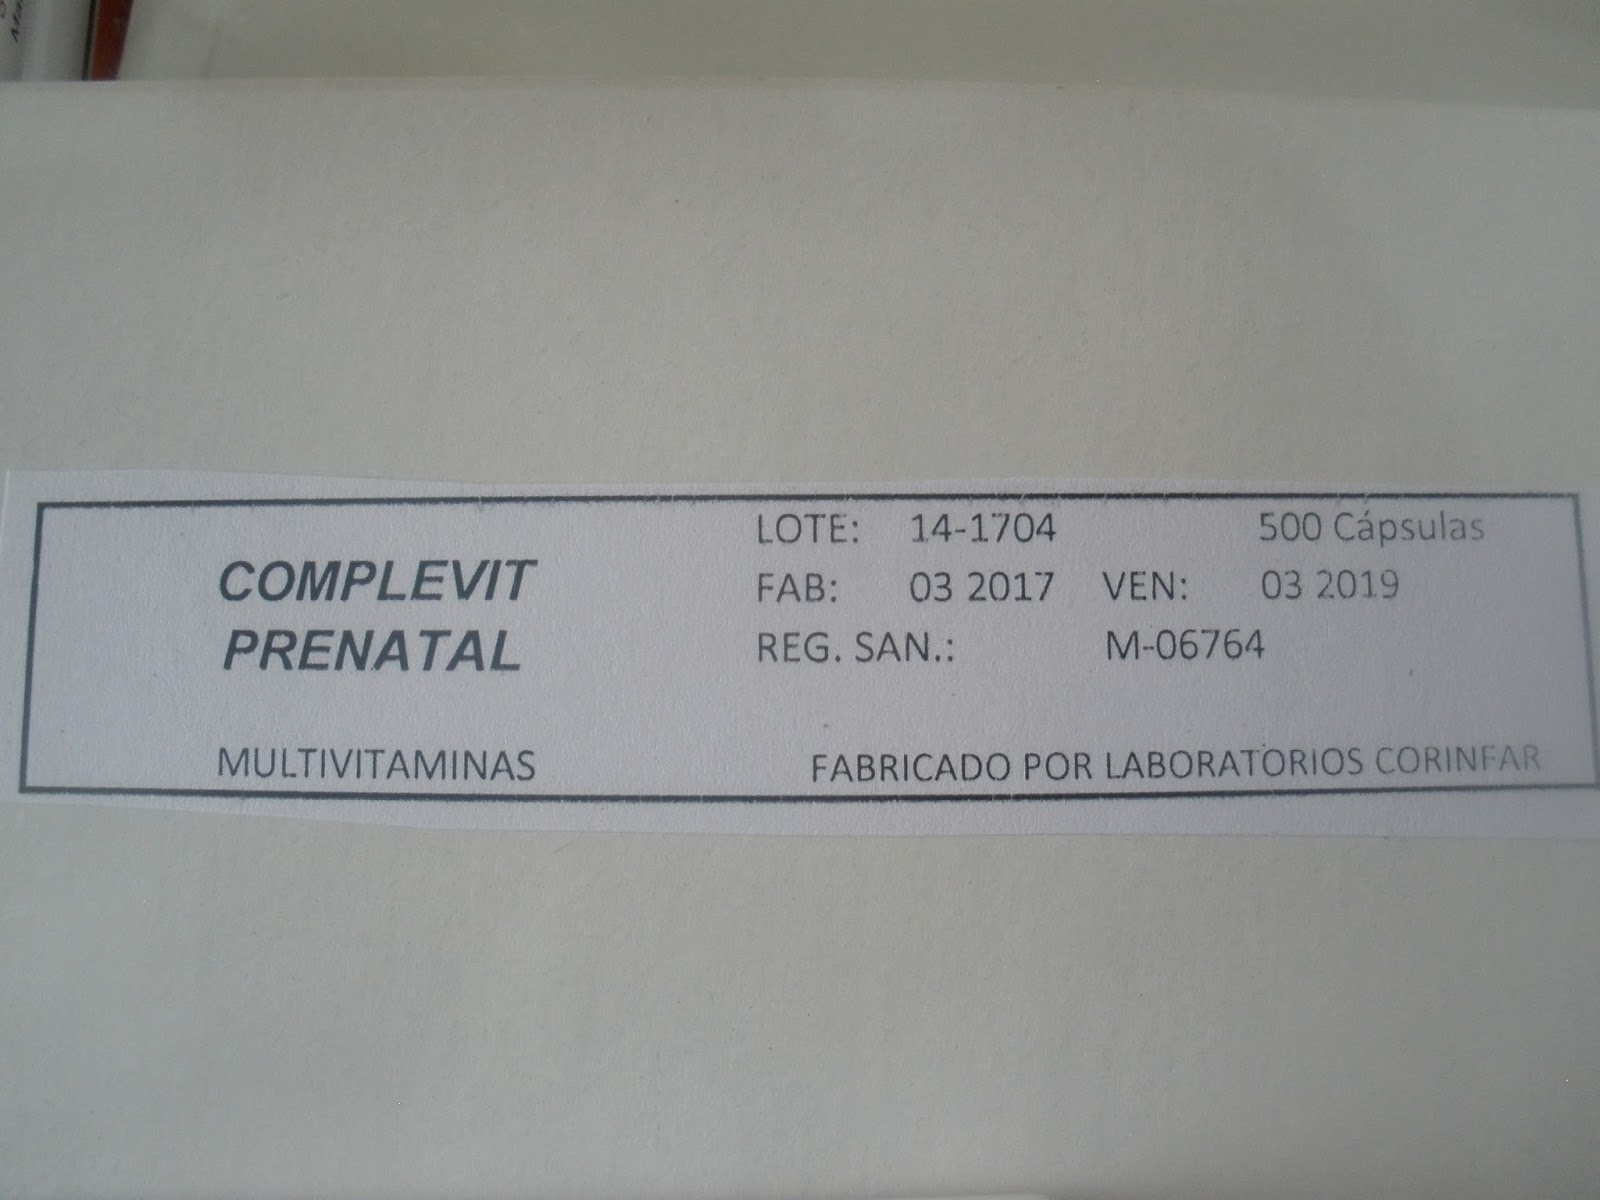 COMPLEVIT
PRENATAL
MULTIVITAMINAS
LOTE: 14-1704 500 Cápsulas
FAB: 03 2017 VEN: 03 2019
REG. SAN.: M-06764
FABRICADO POR LABORATORIOS CORINFAR